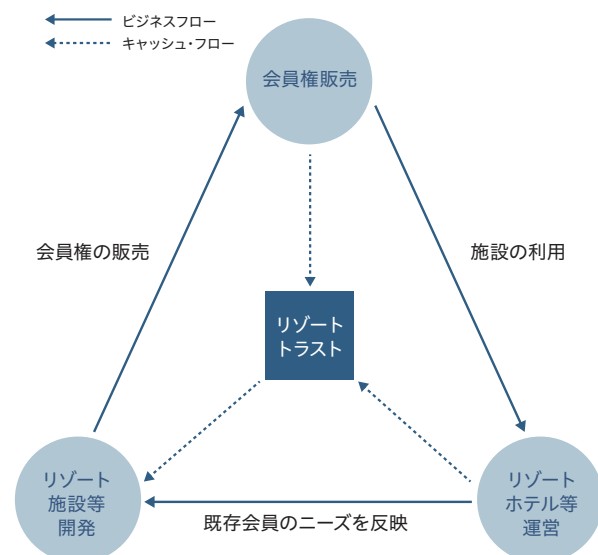 ビジネスフロー
キャッシュ・フロー
会員権販売
会員権の販売
施設の利用
リゾート
トラスト
リゾート
施設等
開発
既存会員のニーズを反映
リゾート
ホテル等
運営